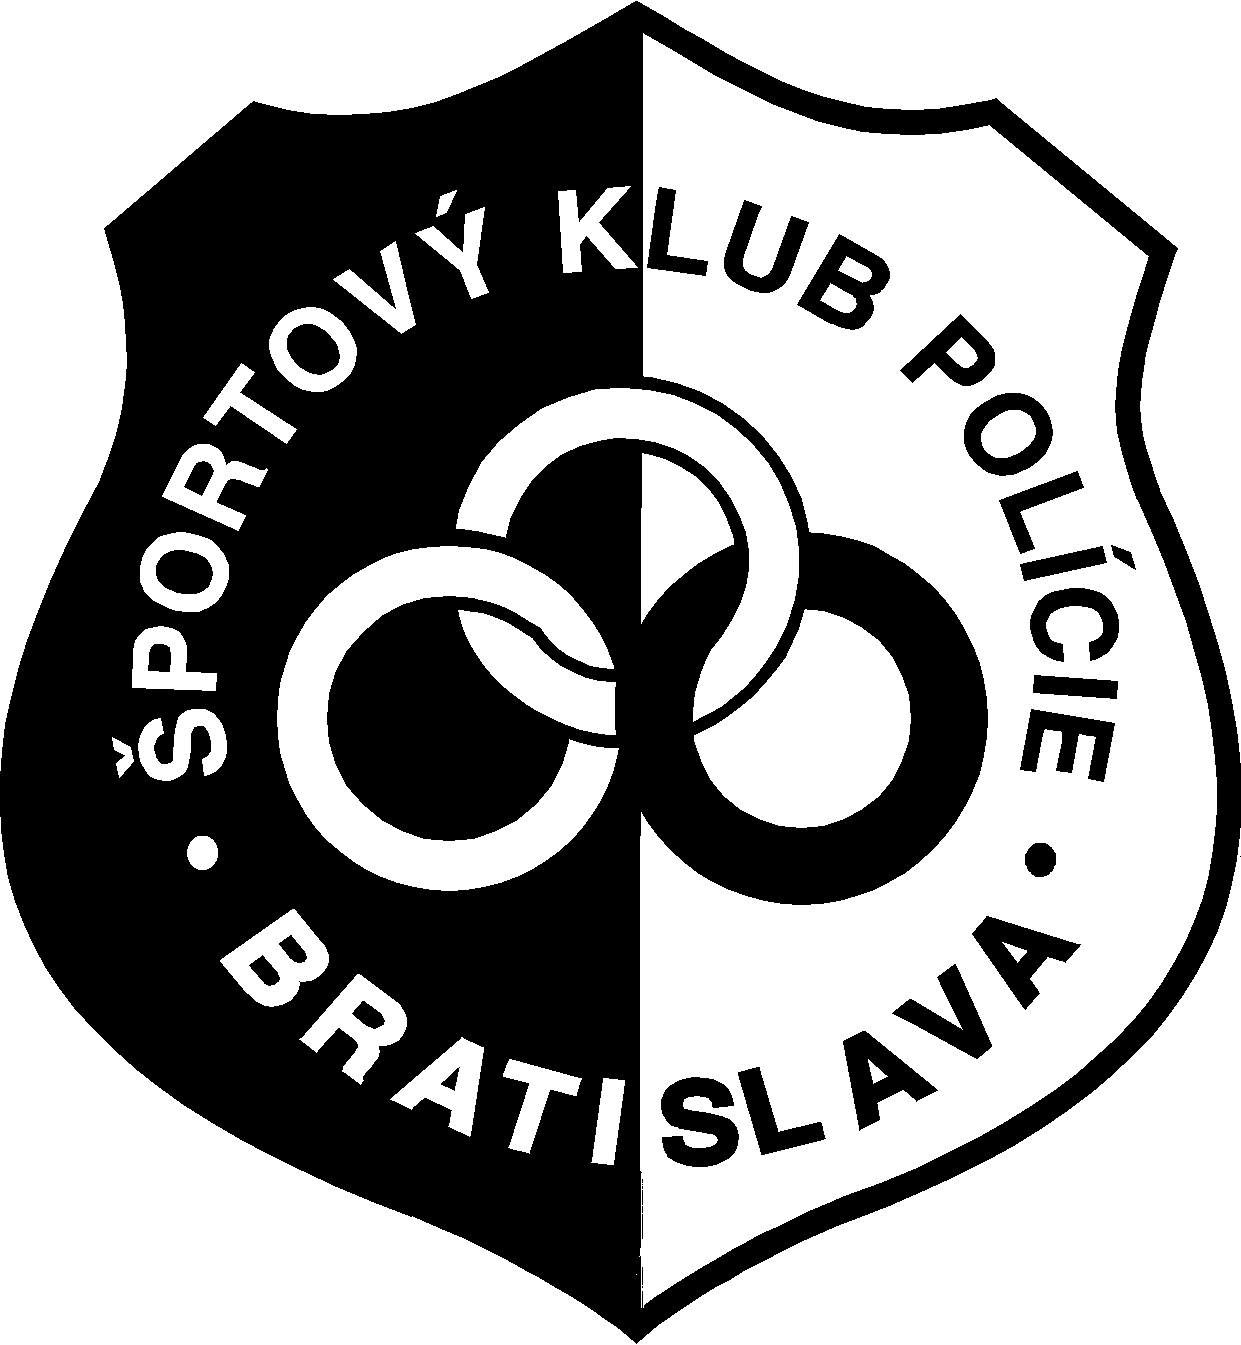 ŠPORTOVÝ KLUB POLÍCIE
• BRATISLAVA •